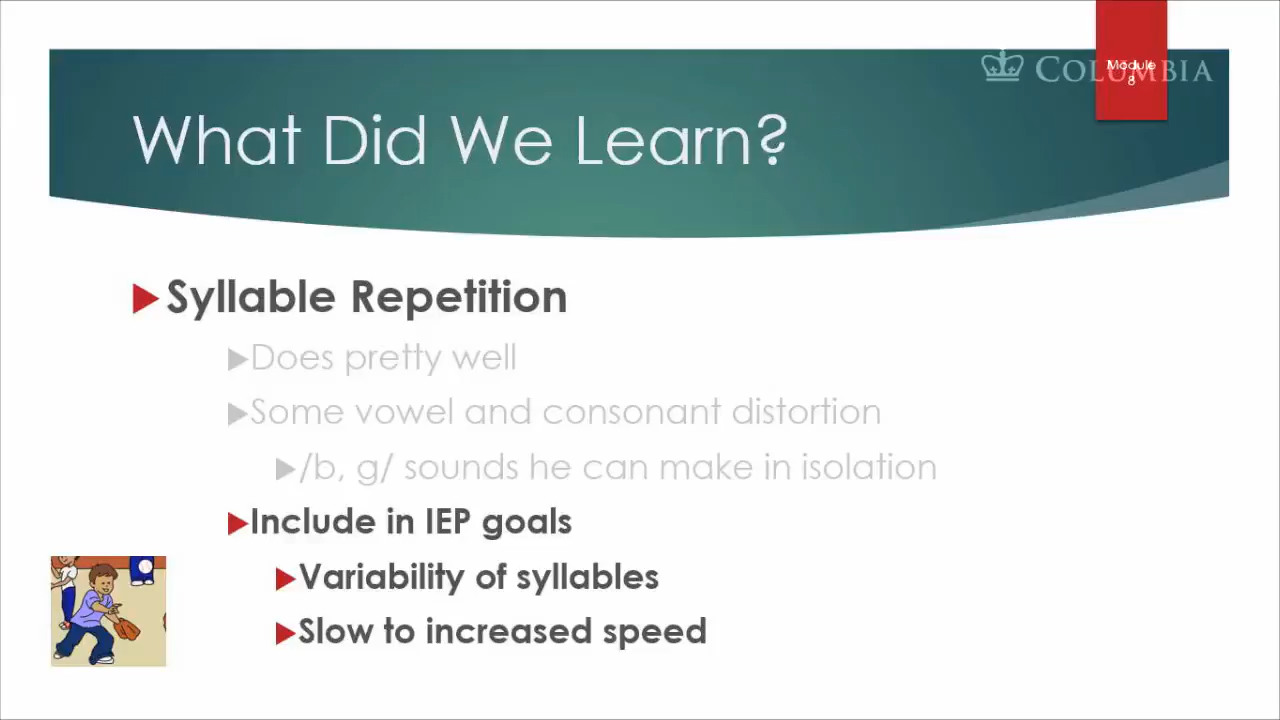 COLUMBIA
Module
8
What Did We Learn?
Syllable Repetition
Does pretty well
Some vowel and consonant distortion
/b, g/ sounds he can make in isolation
Include in IEP goals
Variability of syllables
Slow to increased speed